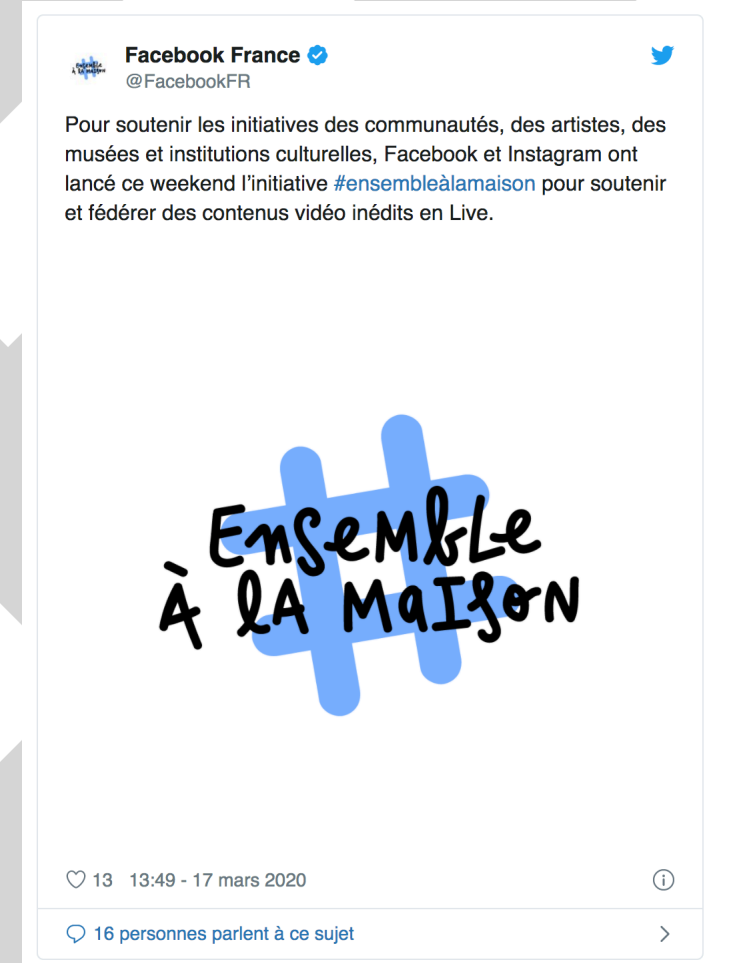 Facebook France
@FacebookFR
Pour soutenir les initiatives des communautés, des artistes, des
musées et institutions culturelles, Facebook et Instagram ont
lancé ce weekend l’initiative #ensembleàlamaison pour soutenir
et fédérer des contenus vidéo inédits en Live.
EnSeMbLe
À lA MaISoN
13 13:49 - 17 mars 2020
16 personnes parlent à ce sujet